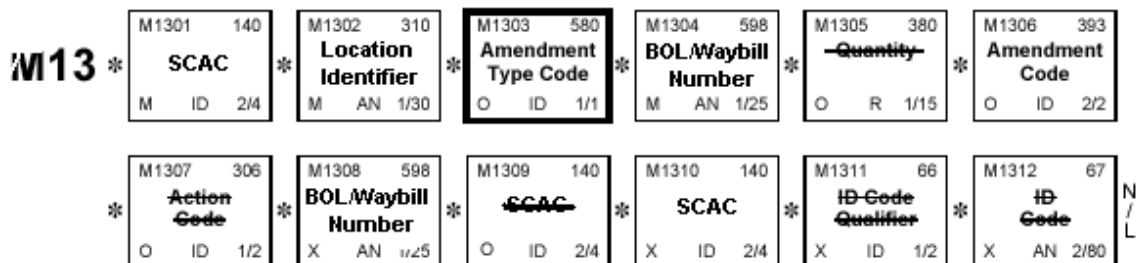 M13 * M1301 140 * M1302 310 * M1303 580 * M1304 598 * M1305 380 * M1306 393
SCAC Location Identifier Amendment Type Code BOL/Waybill Number Quantity Amendment Code
M ID 2/4 M AN 1/30 O ID 1/1 M AN 1/25 O R 1/15 O ID 2/2
* M1307 306 * M1308 598 * M1309 140 * M1310 140 * M1311 66 * M1312 67 N / L
Action Code BOL/Waybill Number SCAC SCAC ID Code Qualifier ID Code
O ID 1/2 X AN 1/25 O ID 2/4 X ID 2/4 X ID 1/2 X AN 2/80